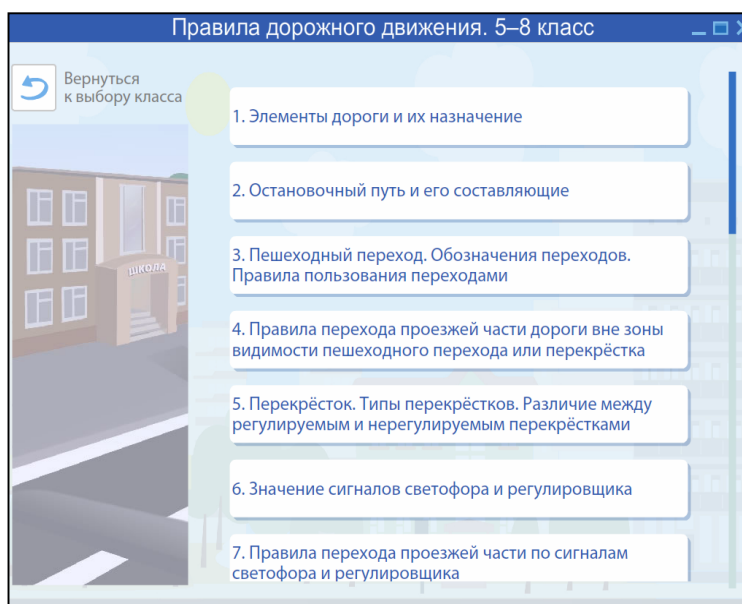 Правила дорожного движения. 5–8 класс
Вернуться
к выбору класса
1. Элементы дороги и их назначение
2. Остановочный путь и его составляющие
3. Пешеходный переход. Обозначения переходов.
Правила пользования переходами
4. Правила перехода проезжей части дороги вне зоны
видимости пешеходного перехода или перекрёстка
5. Перекрёсток. Типы перекрёстков. Различие между
регулируемым и нерегулируемым перекрёстками
6. Значение сигналов светофора и регулировщика
7. Правила перехода проезжей части по сигналам
светофора и регулировщика
ШКОЛА